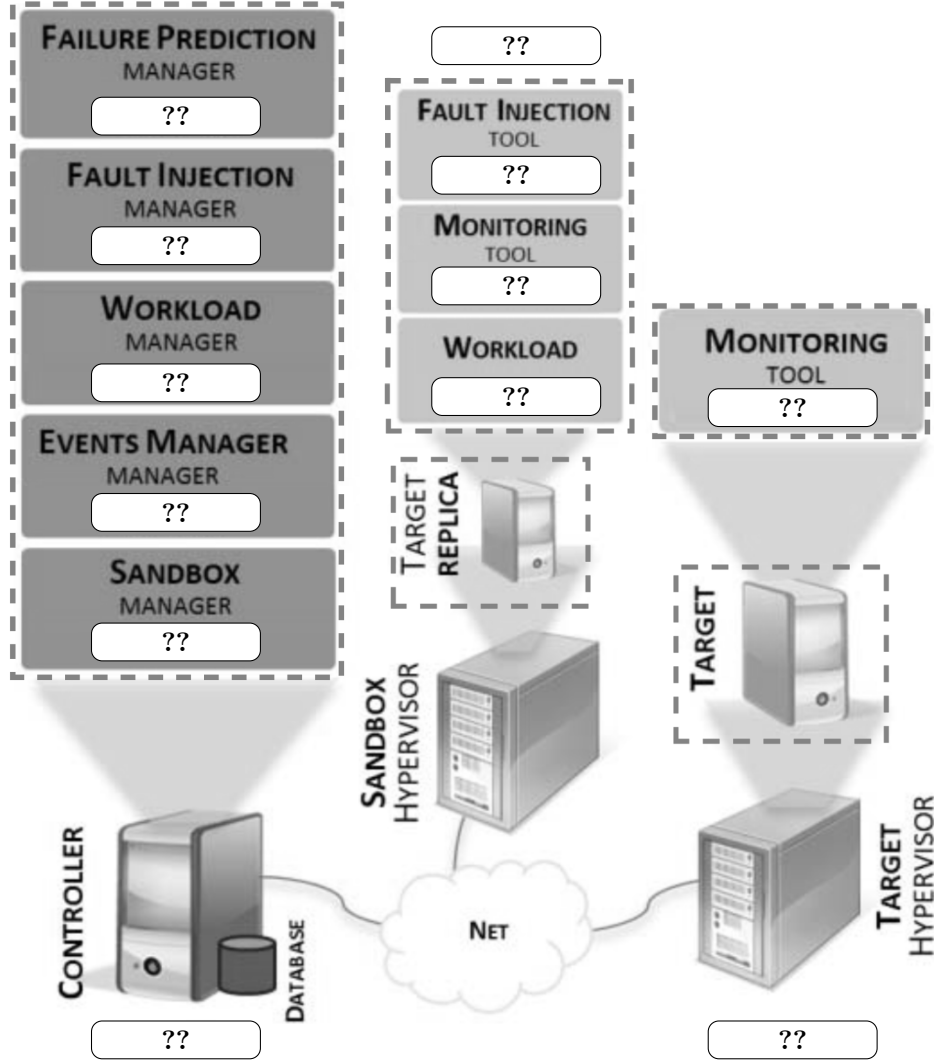 FAILURE PREDICTION
MANAGER
??
FAULT INJECTION
MANAGER
??
WORKLOAD
MANAGER
??
EVENTS MANAGER
MANAGER
??
SANDBOX
MANAGER
??
CONTROLLER
DATABASE
??
??
FAULT INJECTION
TOOL
??
MONITORING
TOOL
??
WORKLOAD
??
TARGET
REPLICA
SANDBOX
HYPERVISOR
NET
MONITORING
TOOL
??
TARGET
TARGET
HYPERVISOR
??